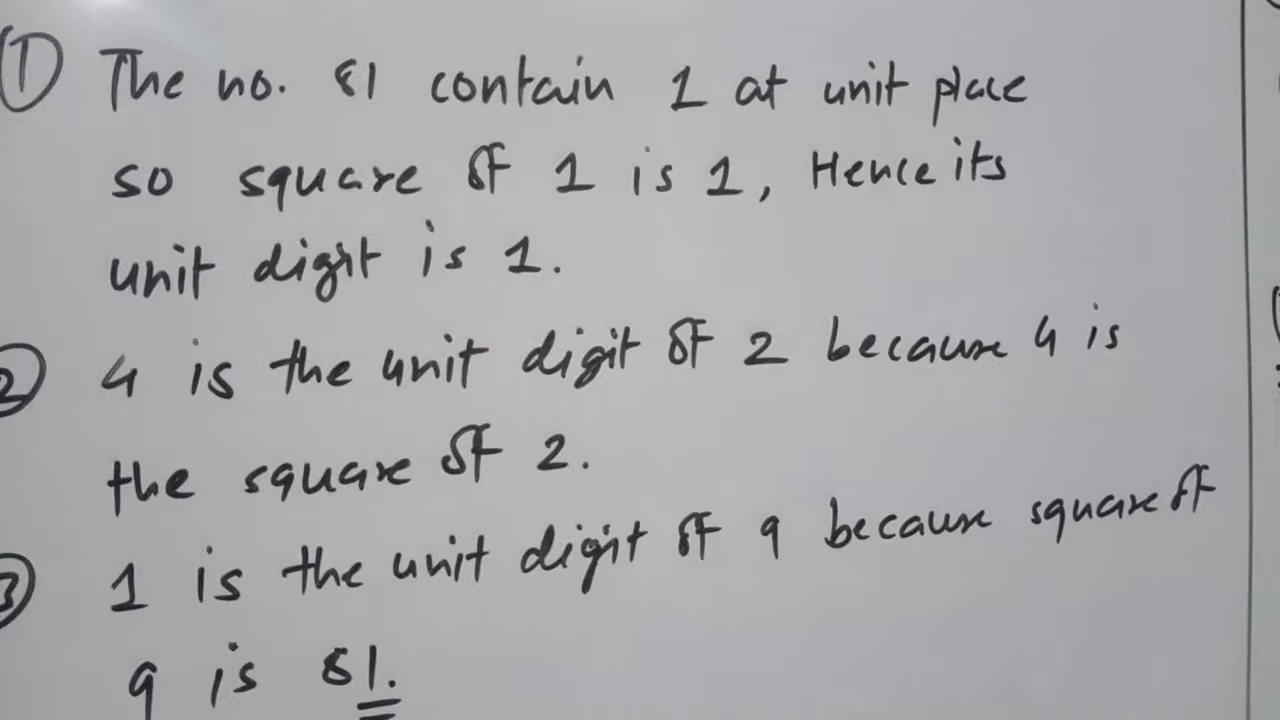 ① The no. 81 contain 1 at unit place
so square of 1 is 1, Hence its
unit digit is 1.
② 4 is the unit digit of 2 because 4 is
the square of 2.
③ 1 is the unit digit of 9 because square of
9 is 81.